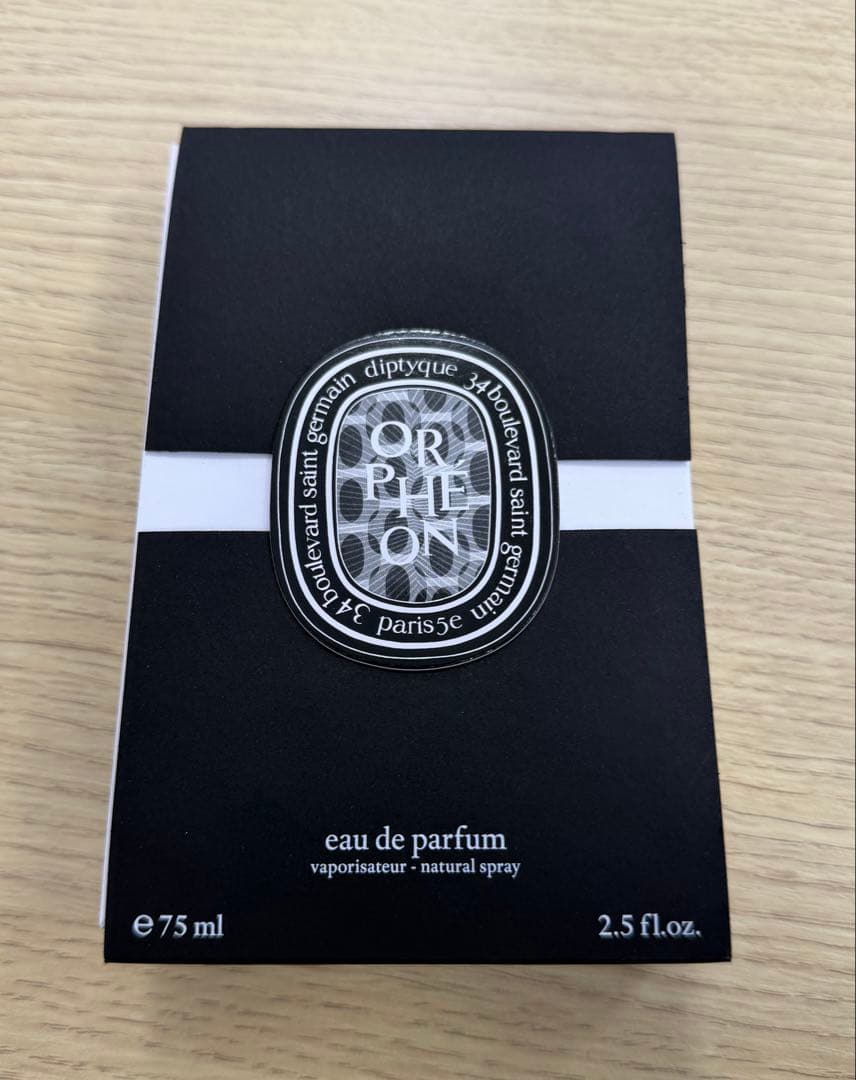 diptyque
34 boulevard saint germain
paris5e
34 boulevard saint germain
OR
PHÉ
ON
eau de parfum
vaporisateur - natural spray
℮ 75 ml
2.5 fl.oz.